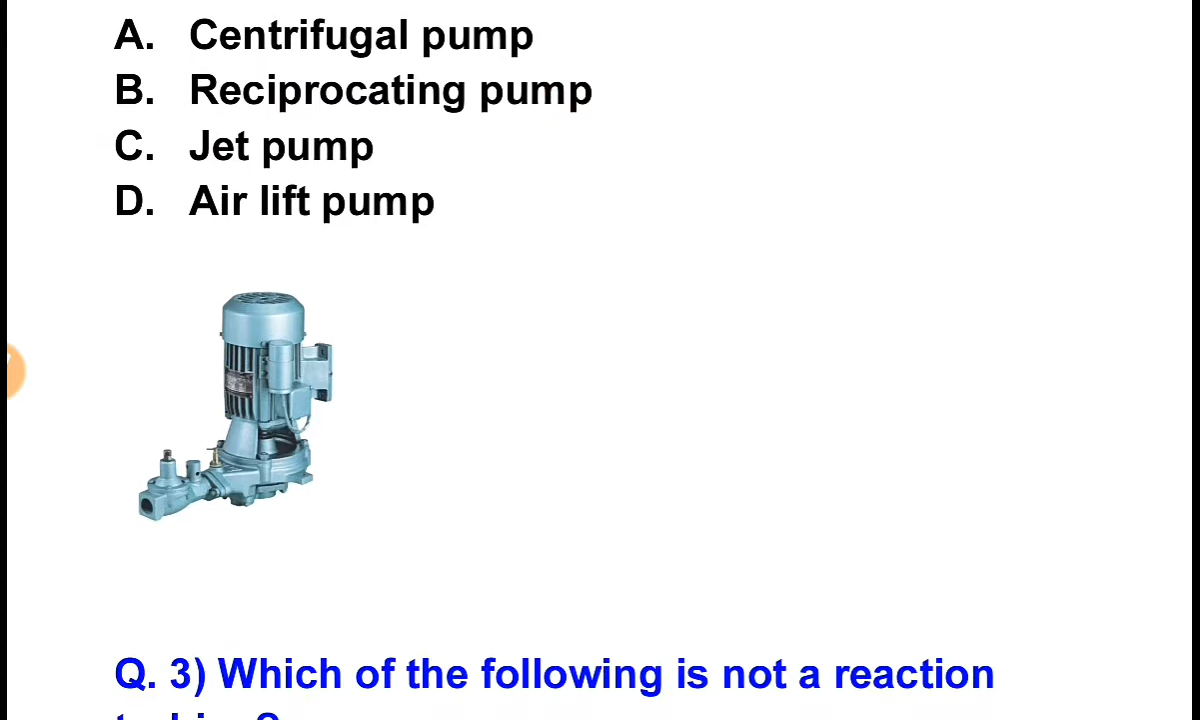 A. Centrifugal pump
B. Reciprocating pump
C. Jet pump
D. Air lift pump
Q. 3) Which of the following is not a reaction